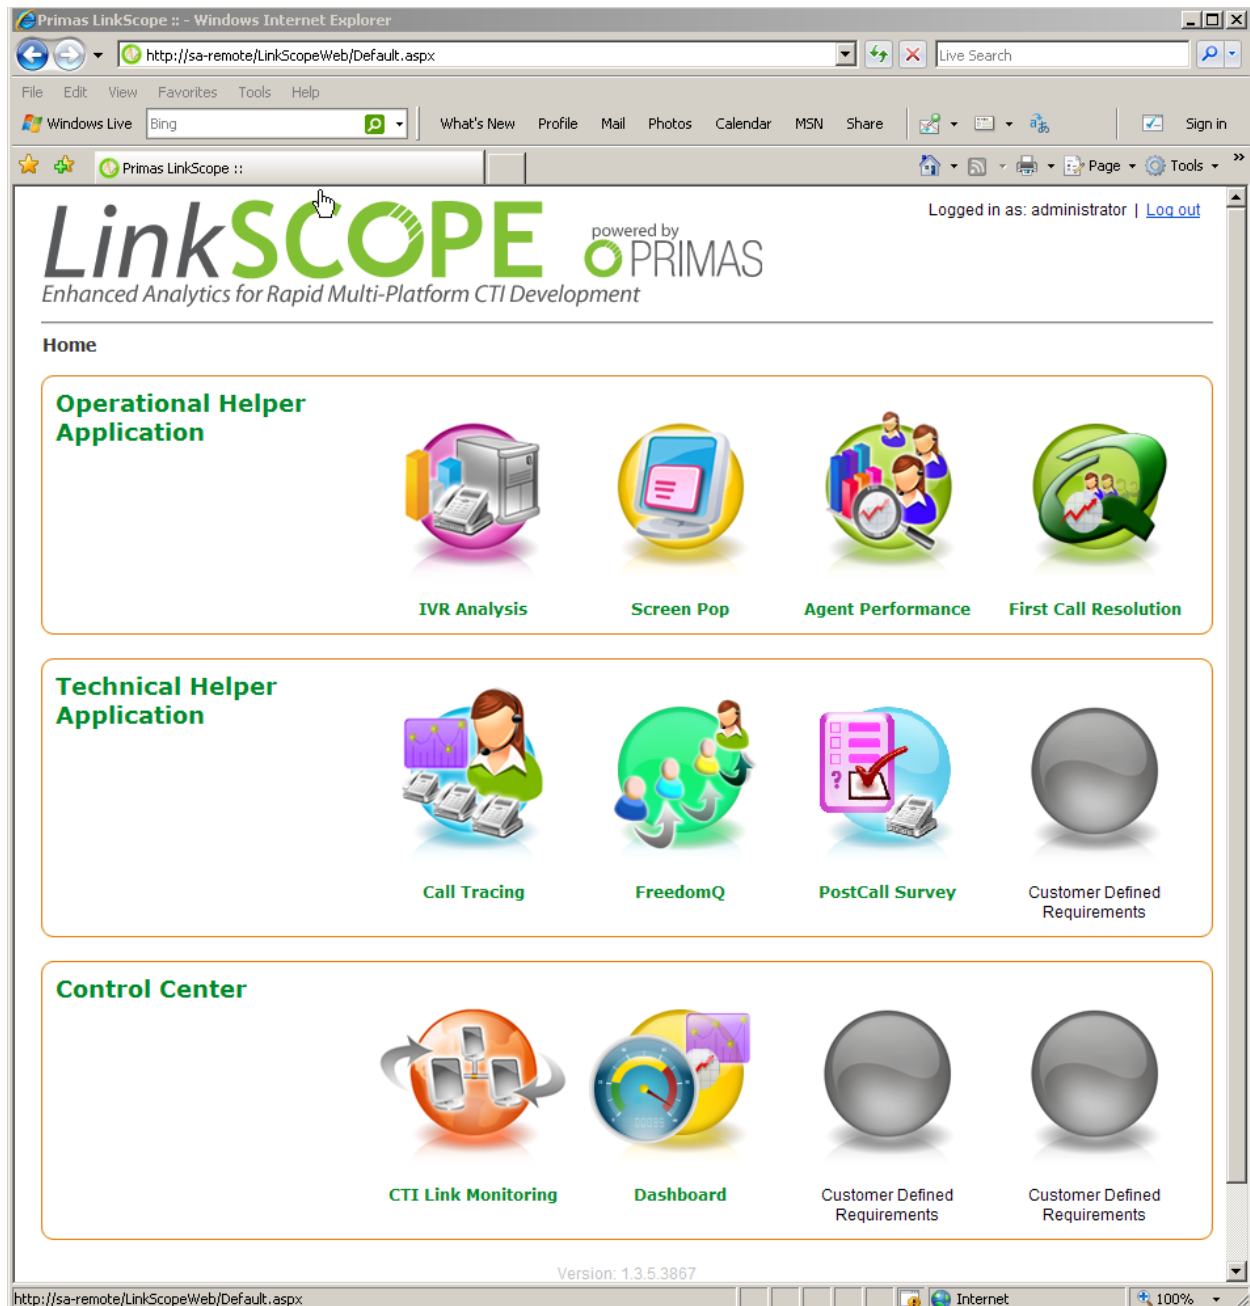 Primas LinkScope :: - Windows Internet Explorer
http://sa-remote/LinkScopeWeb/Default.aspx
Live Search
File Edit View Favorites Tools Help
Windows Live Bing What's New Profile Mail Photos Calendar MSN Share Sign in
Primas LinkScope :: Page Tools
Logged in as: administrator | Log out
LinkSCOPE powered by PRIMAS
Enhanced Analytics for Rapid Multi-Platform CTI Development
Home
Operational Helper
Application
IVR Analysis Screen Pop Agent Performance First Call Resolution
Technical Helper
Application
Call Tracing FreedomQ PostCall Survey Customer Defined
Requirements
Control Center
CTI Link Monitoring Dashboard Customer Defined Customer Defined
Requirements Requirements
Version: 1.3.5.3867
http://sa-remote/LinkScopeWeb/Default.aspx Internet 100%